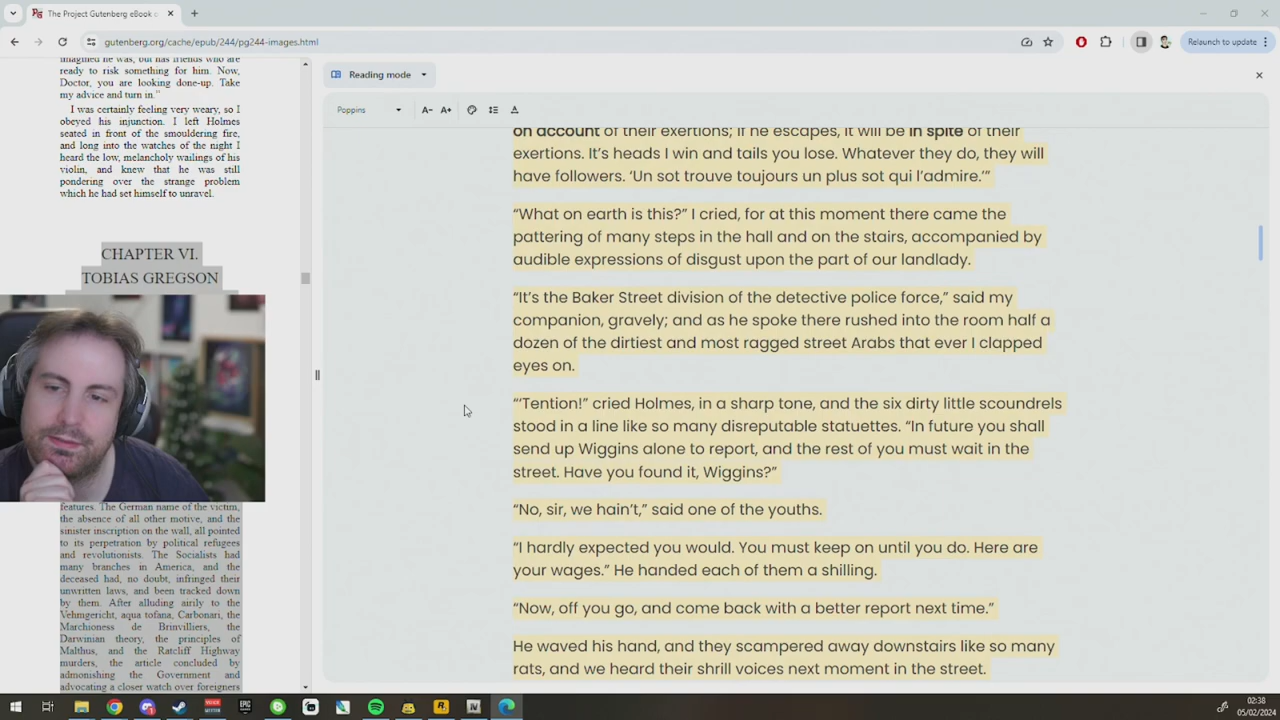 The Project Gutenberg eBook o
gutenberg.org/cache/epub/244/pg244-images.html
Relaunch to update
imagined he was, but has friends who are
ready to risk something for him. Now,
Doctor, you are looking done-up. Take
my advice and turn in.”
I was certainly feeling very weary, so I
obeyed his injunction. I left Holmes
seated in front of the smouldering fire,
and long into the watches of the night I
heard the low, melancholy wailings of his
violin, and knew that he was still
pondering over the strange problem
which he had set himself to unravel.
CHAPTER VI.
TOBIAS GREGSON
features. The German name of the victim,
the absence of all other motive, and the
sinister inscription on the wall, all pointed
to its perpetration by political refugees
and revolutionists. The Socialists had
many branches in America, and the
deceased had, no doubt, infringed their
unwritten laws, and been tracked down
by them. After alluding airily to the
Vehmgericht, aqua tofana, Carbonari, the
Marchioness de Brinvilliers, the
Darwinian theory, the principles of
Malthus, and the Ratcliff Highway
murders, the article concluded by
admonishing the Government and
advocating a closer watch over foreigners
Reading mode
Poppins
A- A+
on account of their exertions; if he escapes, it will be in spite of their
exertions. It’s heads I win and tails you lose. Whatever they do, they will
have followers. ‘Un sot trouve toujours un plus sot qui l’admire.’”
“What on earth is this?” I cried, for at this moment there came the
pattering of many steps in the hall and on the stairs, accompanied by
audible expressions of disgust upon the part of our landlady.
“It’s the Baker Street division of the detective police force,” said my
companion, gravely; and as he spoke there rushed into the room half a
dozen of the dirtiest and most ragged street Arabs that ever I clapped
eyes on.
“‘Tention!” cried Holmes, in a sharp tone, and the six dirty little scoundrels
stood in a line like so many disreputable statuettes. “In future you shall
send up Wiggins alone to report, and the rest of you must wait in the
street. Have you found it, Wiggins?”
“No, sir, we hain’t,” said one of the youths.
“I hardly expected you would. You must keep on until you do. Here are
your wages.” He handed each of them a shilling.
“Now, off you go, and come back with a better report next time.”
He waved his hand, and they scampered away downstairs like so many
rats, and we heard their shrill voices next moment in the street.
02:38
05/02/2024